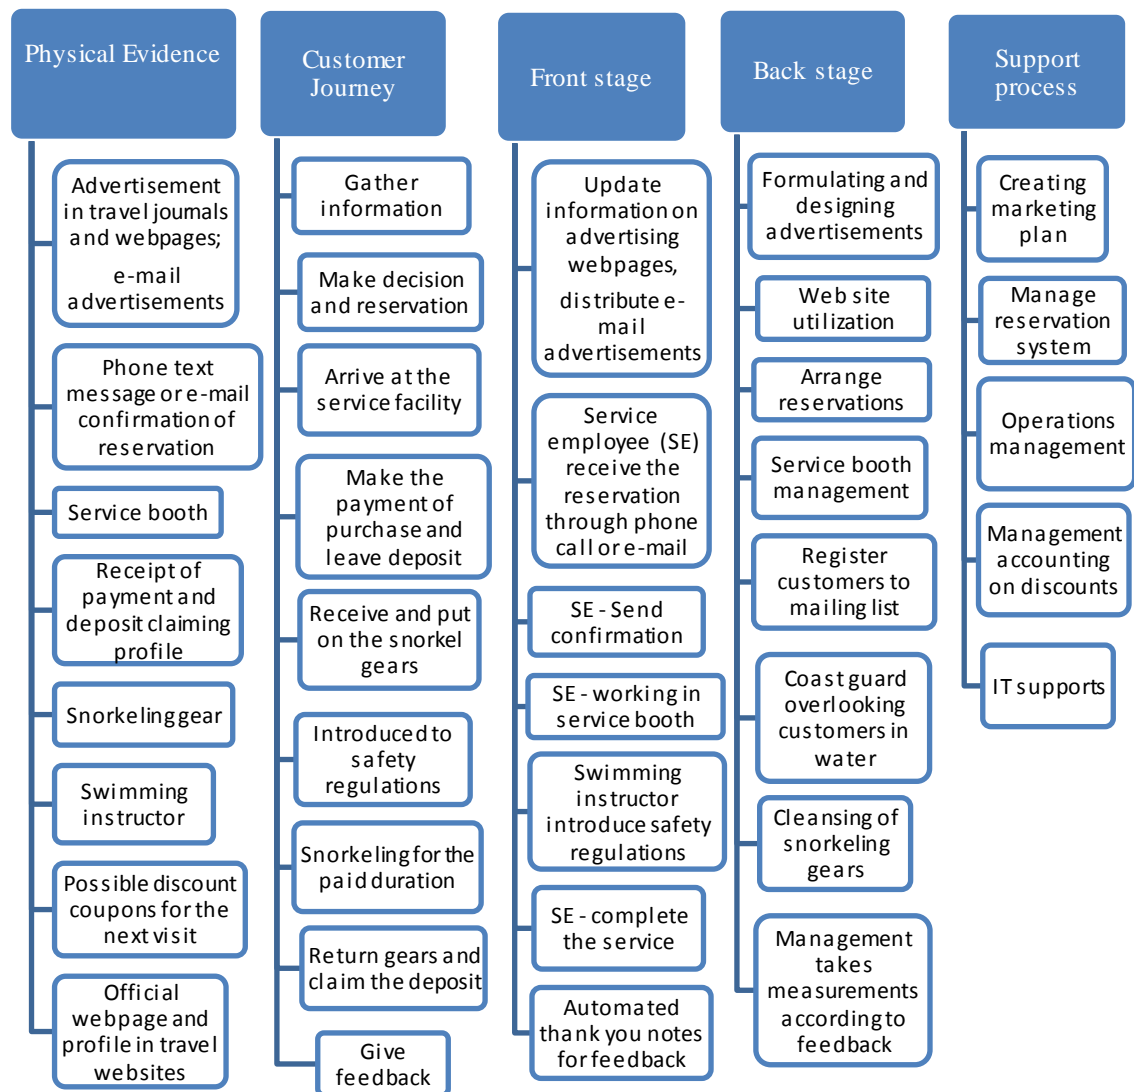 Physical Evidence
Advertisement
in travel journals
and webpages;
e-mail
advertisements
Phone text
message or e-mail
confirmation of
reservation
Service booth
Receipt of
payment and
deposit claiming
profile
Snorkeling gear
Swimming
instructor
Possible discount
coupons for the
next visit
Official
webpage and
profile in travel
websites
Customer
Journey
Gather
information
Make decision
and reservation
Arrive at the
service facility
Make the
payment of
purchase and
leave deposit
Receive and put
on the snorkel
gears
Introduced to
safety
regulations
Snorkeling for the
paid duration
Return gears and
claim the deposit
Give
feedback
Front stage
Update
information on
advertising
webpages,
distribute e-
mail
advertisements
Service
employee (SE)
receive the
reservation
through phone
call or e-mail
SE - Send
confirmation
SE - working in
service booth
Swimming
instructor
introduce safety
regulations
SE - complete
the service
Automated
thank you notes
for feedback
Back stage
Formulating and
designing
advertisements
Web site
utilization
Arrange
reservations
Service booth
management
Register
customers to
mailing list
Coast guard
overlooking
customers in
water
Cleansing of
snorkeling
gears
Management
takes
measurements
according to
feedback
Support
process
Creating
marketing
plan
Manage
reservation
system
Operations
management
Management
accounting
on discounts
IT supports